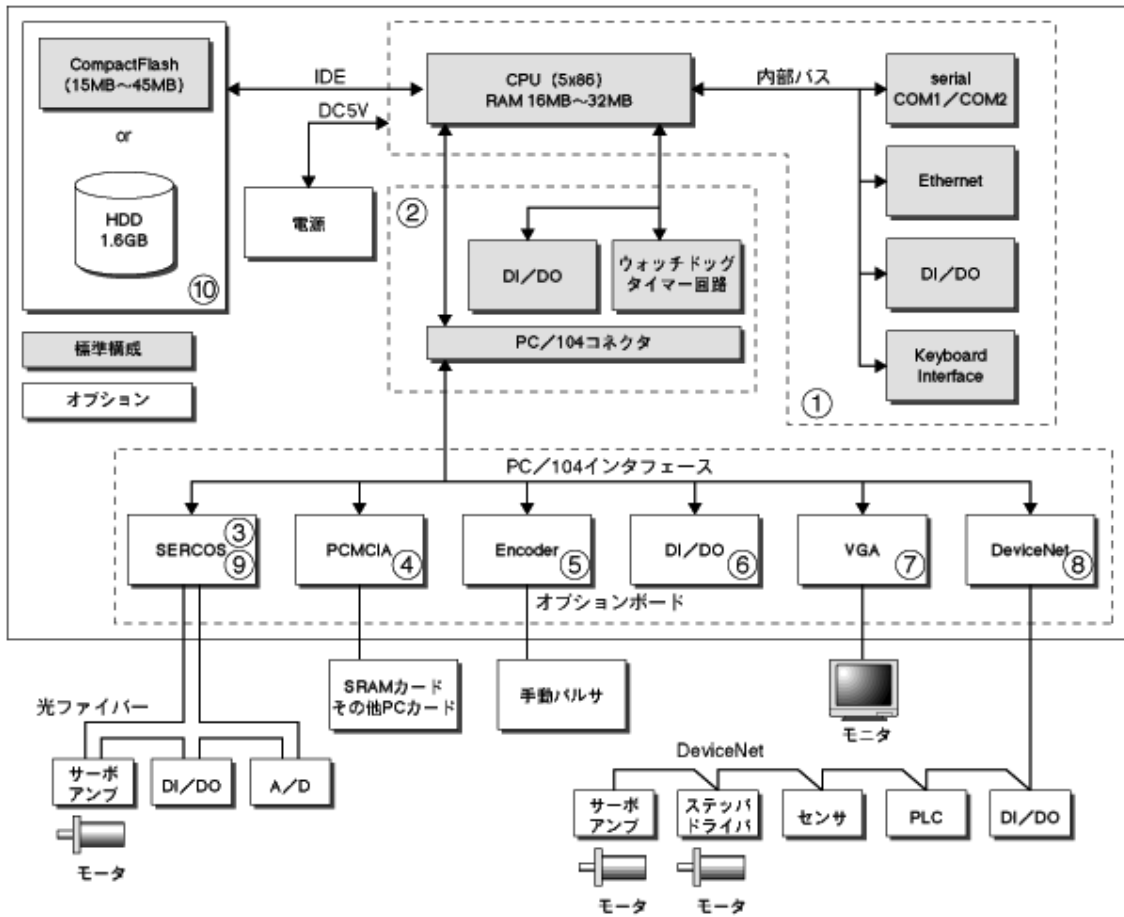 CompactFlash
(15MB～45MB)
or
HDD
1.6GB
⑩
IDE
DC5V
電源
CPU (5x86)
RAM 16MB～32MB
内部バス
serial
COM1／COM2
Ethernet
DI／DO
Keyboard
Interface
①
②
DI／DO
ウォッチドッグ
タイマー回路
PC／104コネクタ
標準構成
オプション
PC／104インタフェース
SERCOS
③
⑨
PCMCIA
④
Encoder
⑤
DI／DO
⑥
VGA
⑦
DeviceNet
⑧
オプションボード
光ファイバー
サーボ
アンプ
DI／DO
A／D
モータ
SRAMカード
その他PCカード
手動パルサ
モニタ
DeviceNet
サーボ
アンプ
ステッパ
ドライバ
センサ
PLC
DI／DO
モータ
モータ